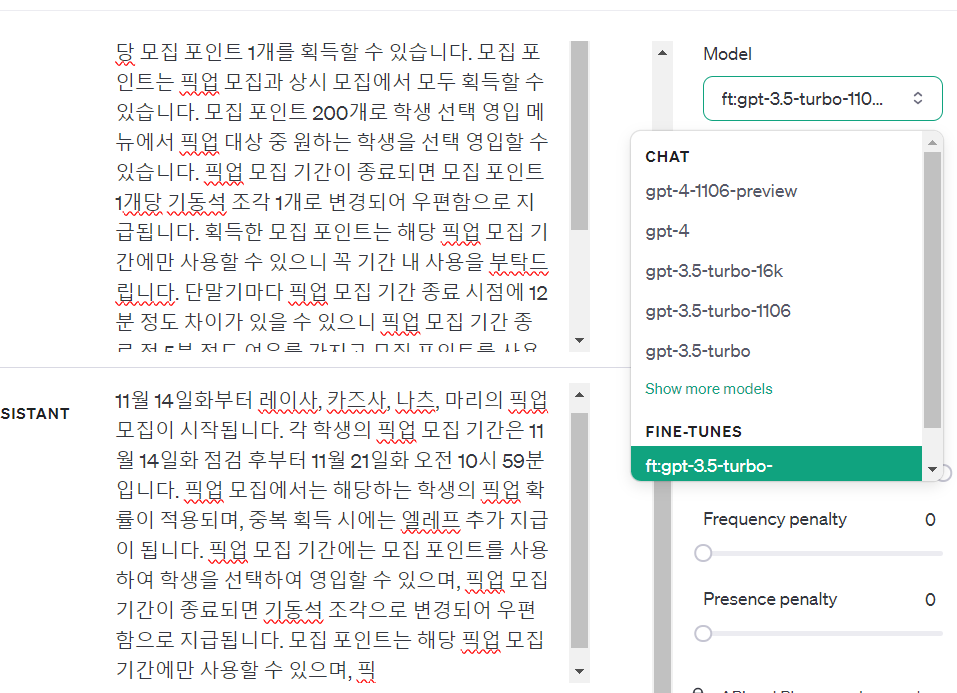 당 모집 포인트 1개를 획득할 수 있습니다. 모집 포
인트는 픽업 모집과 상시 모집에서 모두 획득할 수
있습니다. 모집 포인트 200개로 학생 선택 영입 메
뉴에서 픽업 대상 중 원하는 학생을 선택 영입할 수
있습니다. 픽업 모집 기간이 종료되면 모집 포인트
1개당 기동석 조각 1개로 변경되어 우편함으로 지
급됩니다. 획득한 모집 포인트는 해당 픽업 모집 기
간에만 사용할 수 있으니 꼭 기간 내 사용을 부탁드
립니다. 단말기마다 픽업 모집 기간 종료 시점에 12
분 정도 차이가 있을 수 있으니 픽업 모집 기간 종
료 전 5분 정도 여유를 가지고 모집 포인트를 사용
SISTANT
11월 14일화부터 레이사, 카즈사, 나츠, 마리의 픽업
모집이 시작됩니다. 각 학생의 픽업 모집 기간은 11
월 14일화 점검 후부터 11월 21일화 오전 10시 59분
입니다. 픽업 모집에서는 해당하는 학생의 픽업 확
률이 적용되며, 중복 획득 시에는 엘레프 추가 지급
이 됩니다. 픽업 모집 기간에는 모집 포인트를 사용
하여 학생을 선택하여 영입할 수 있으며, 픽업 모집
기간이 종료되면 기동석 조각으로 변경되어 우편
함으로 지급됩니다. 모집 포인트는 해당 픽업 모집
기간에만 사용할 수 있으며, 픽
Model
ft:gpt-3.5-turbo-110...
CHAT
gpt-4-1106-preview
gpt-4
gpt-3.5-turbo-16k
gpt-3.5-turbo-1106
gpt-3.5-turbo
Show more models
FINE-TUNES
ft:gpt-3.5-turbo-
Frequency penalty 0
Presence penalty 0